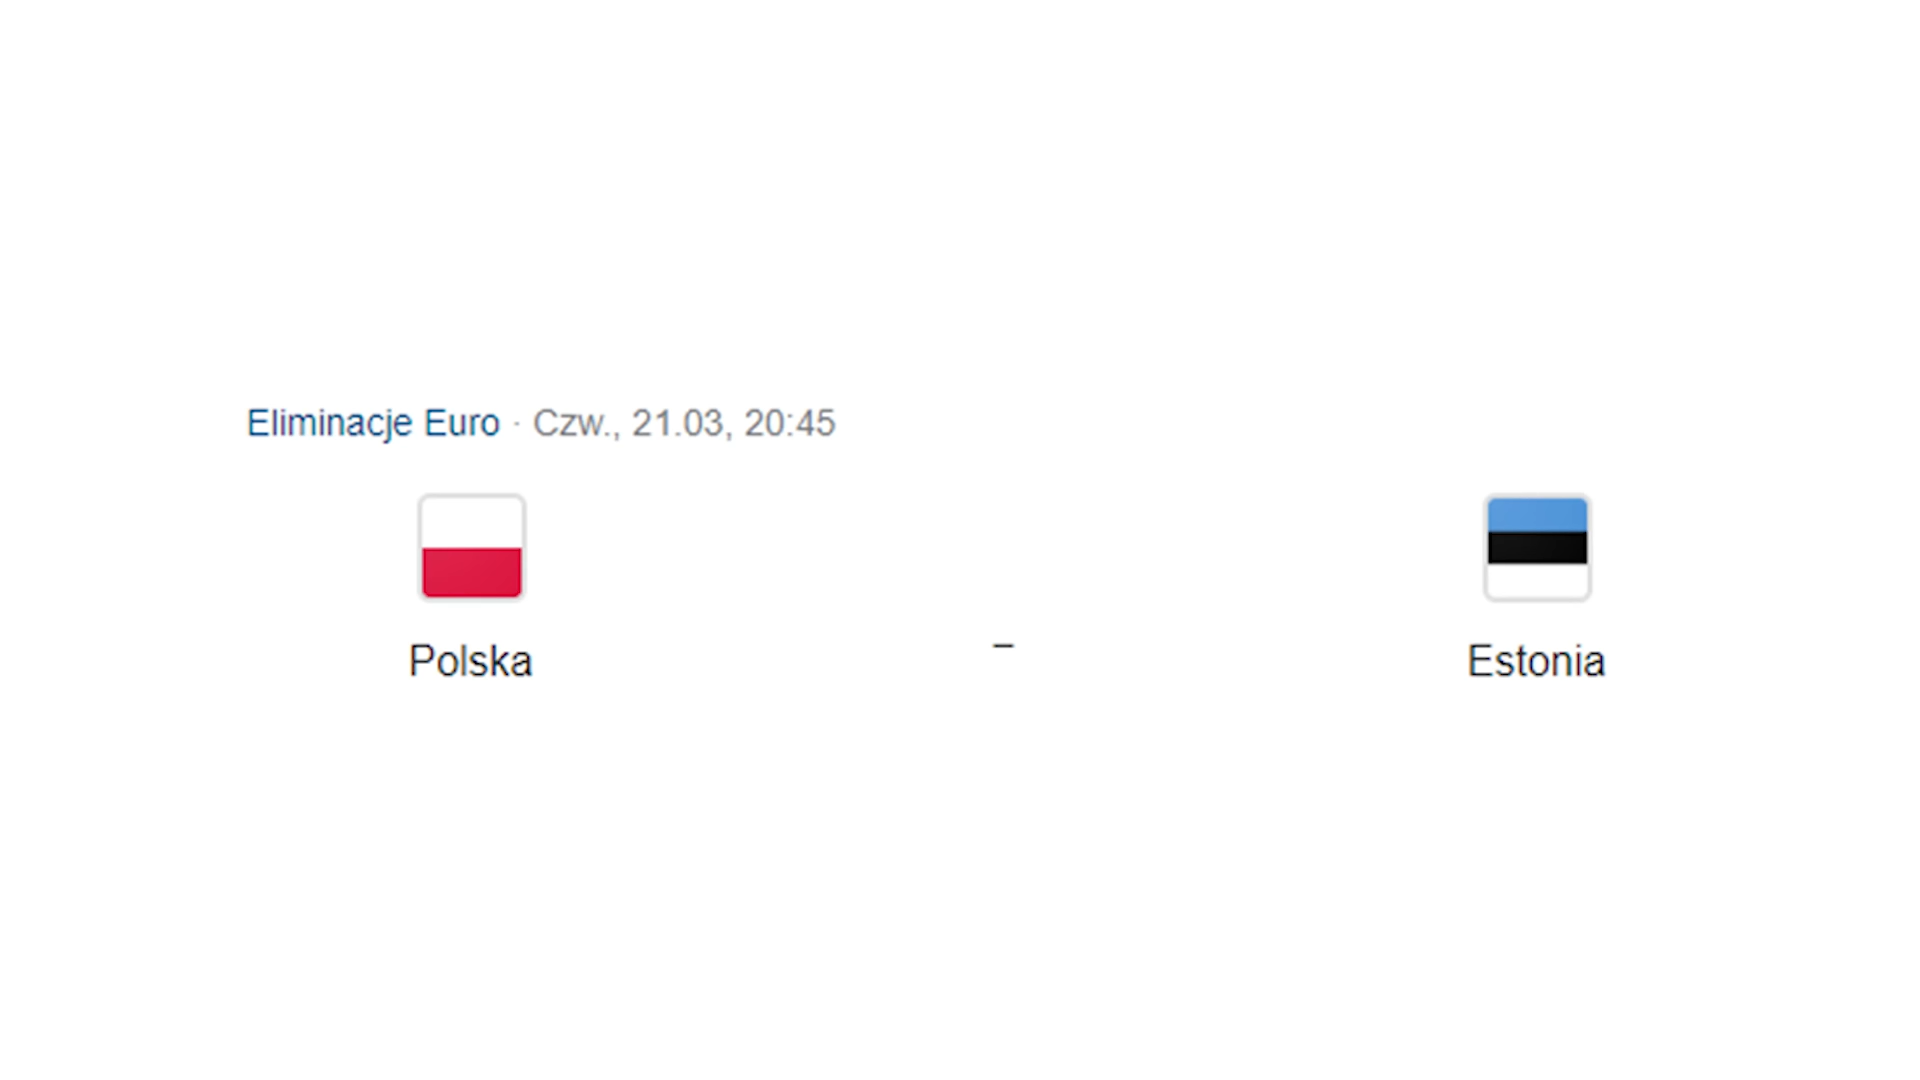 Eliminacje Euro · Czw., 21.03, 20:45
Polska
–
Estonia